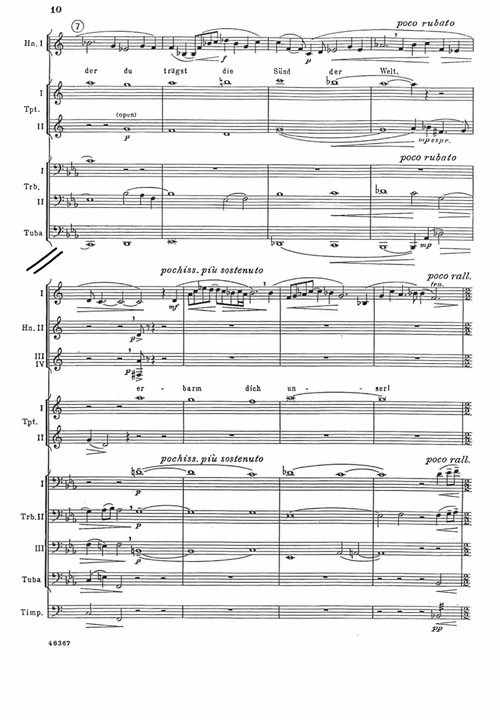 10
7
poco rubato
Hn. I
f
p
der du trägst die Sünd der Welt,
I
Tpt.
(open)
II
p
mp espr.
poco rubato
I
Trb.
II
Tuba
mp
pochiss. più sostenuto
poco rall.
I
mf
p
ten.
Hn. II
p
III
IV
p
er - barm dich un - ser!
I
Tpt.
II
pochiss. più sostenuto
poco rall.
I
p
Trb. II
p
III
p
Tuba
Timp.
pp
46367